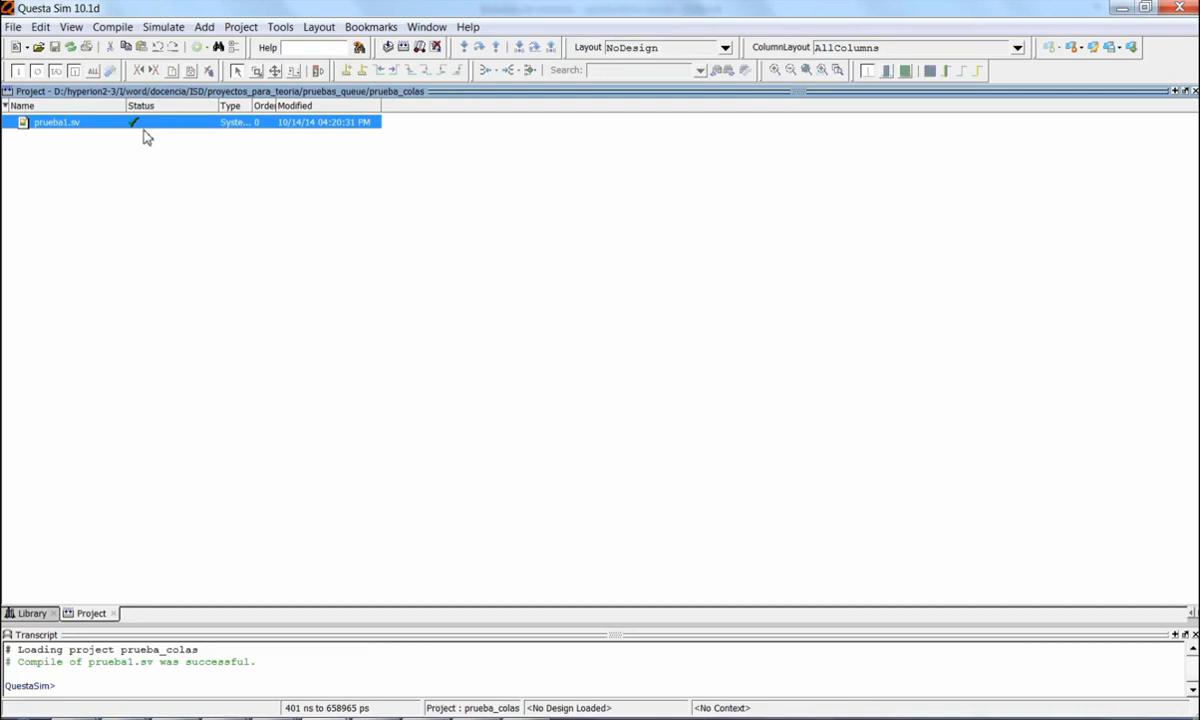 Questa Sim 10.1d
File Edit View Compile Simulate Add Project Tools Layout Bookmarks Window Help
Help Layout NoDesign ColumnLayout AllColumns
Search:
Project - D:/hyperion2-3/I/word/docencia/ISD/proyectos_para_teoria/pruebas_queue/prueba_colas
Name Status Type Order Modified
prueba1.sv Syste... 0 10/14/14 04:20:31 PM
Library Project
Transcript
# Loading project prueba_colas
# Compile of prueba1.sv was successful.
QuestaSim>
401 ns to 658965 ps Project : prueba_colas <No Design Loaded> <No Context>